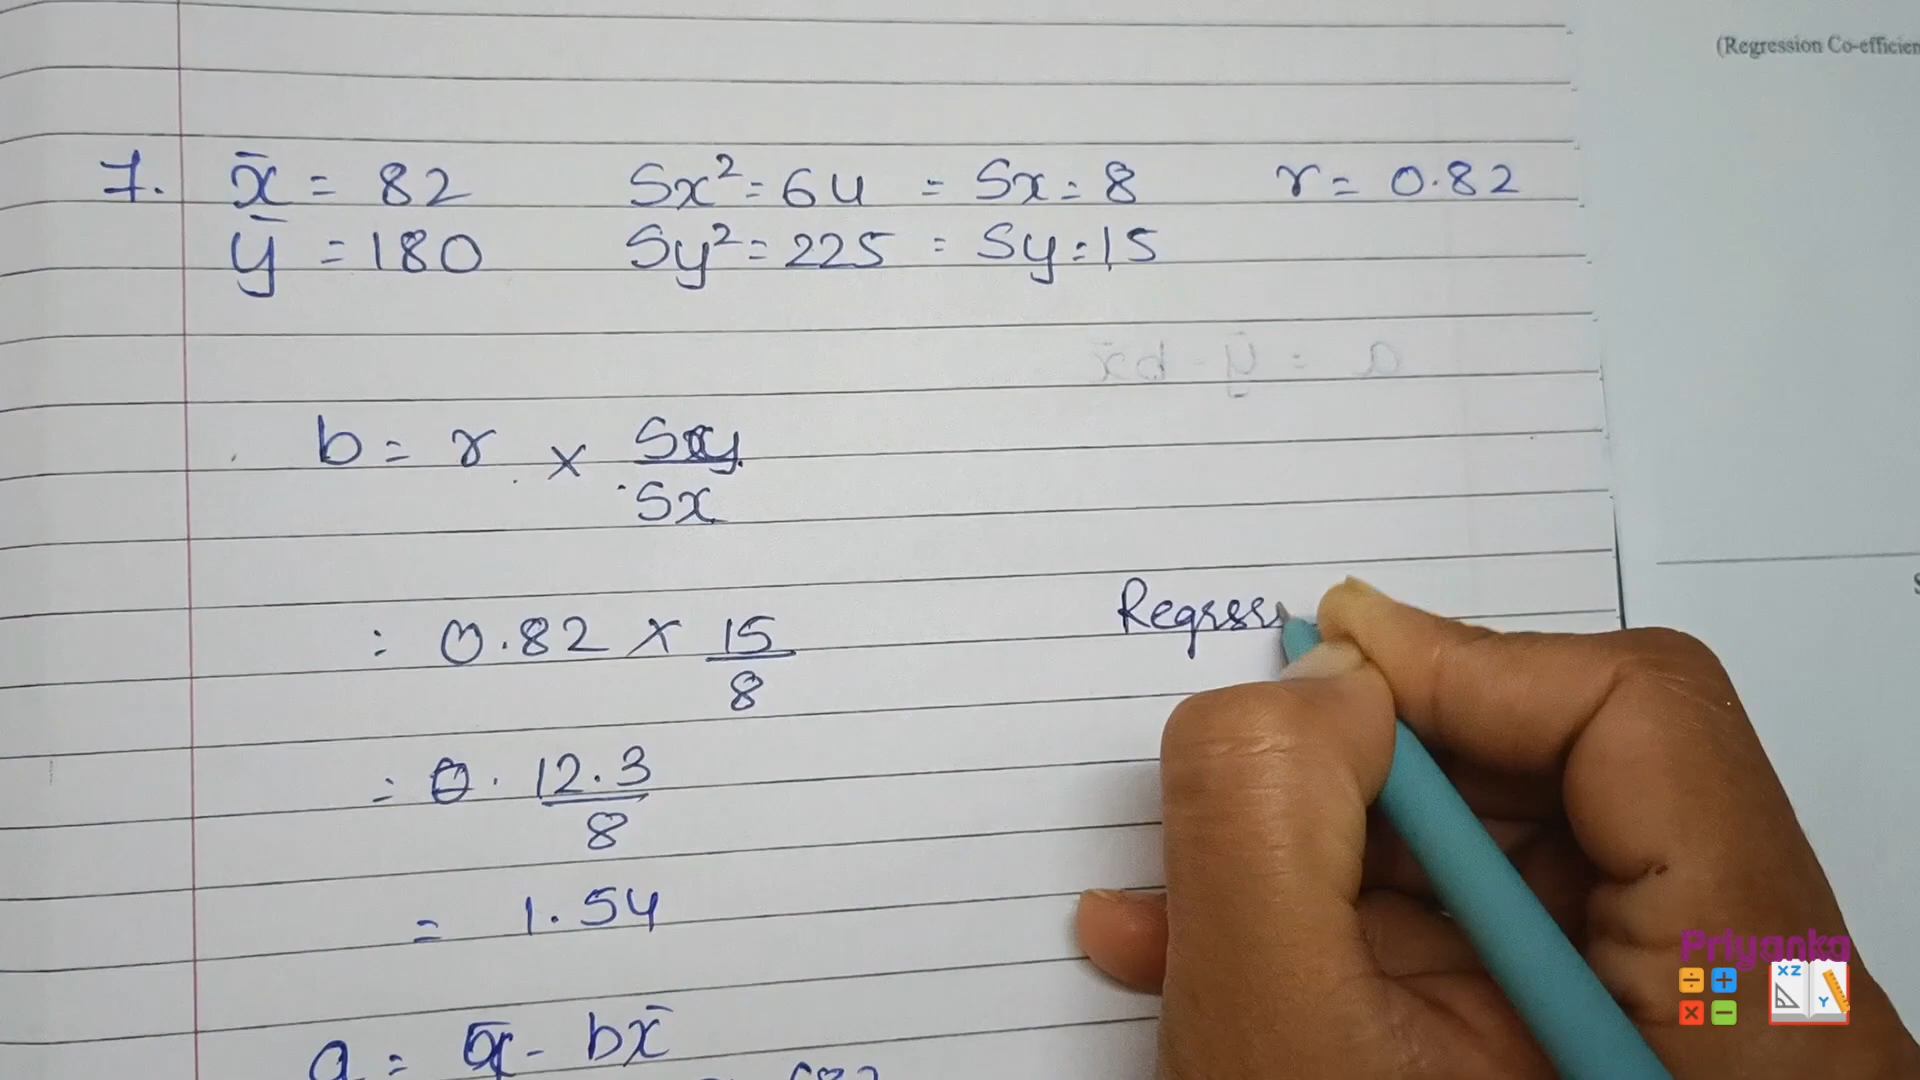 (Regression Co-efficien
7. x̄ = 82 Sx² = 64 = Sx = 8 r = 0.82
ȳ = 180 Sy² = 225 = Sy = 15
b = r × Sy
Sx
= 0.82 × 15
8
= 12.3
8
= 1.54
a = ȳ - bx̄
Priyanka
XZ
Y